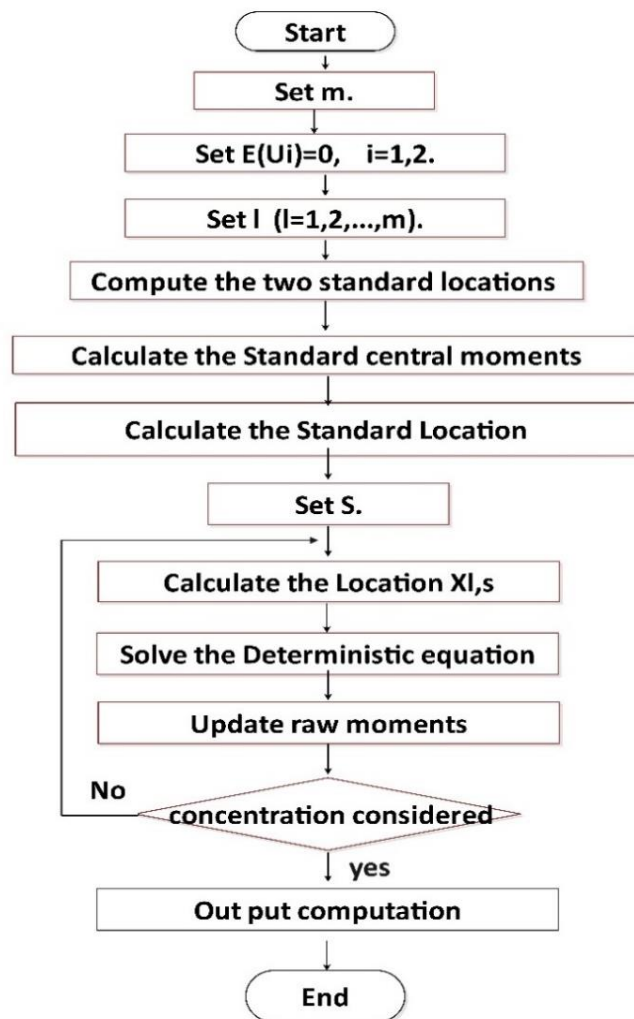 Start
Set m.
Set E(Ui)=0, i=1,2.
Set l (l=1,2,...,m).
Compute the two standard locations
Calculate the Standard central moments
Calculate the Standard Location
Set S.
Calculate the Location Xl,s
Solve the Deterministic equation
Update raw moments
No
concentration considered
yes
Out put computation
End